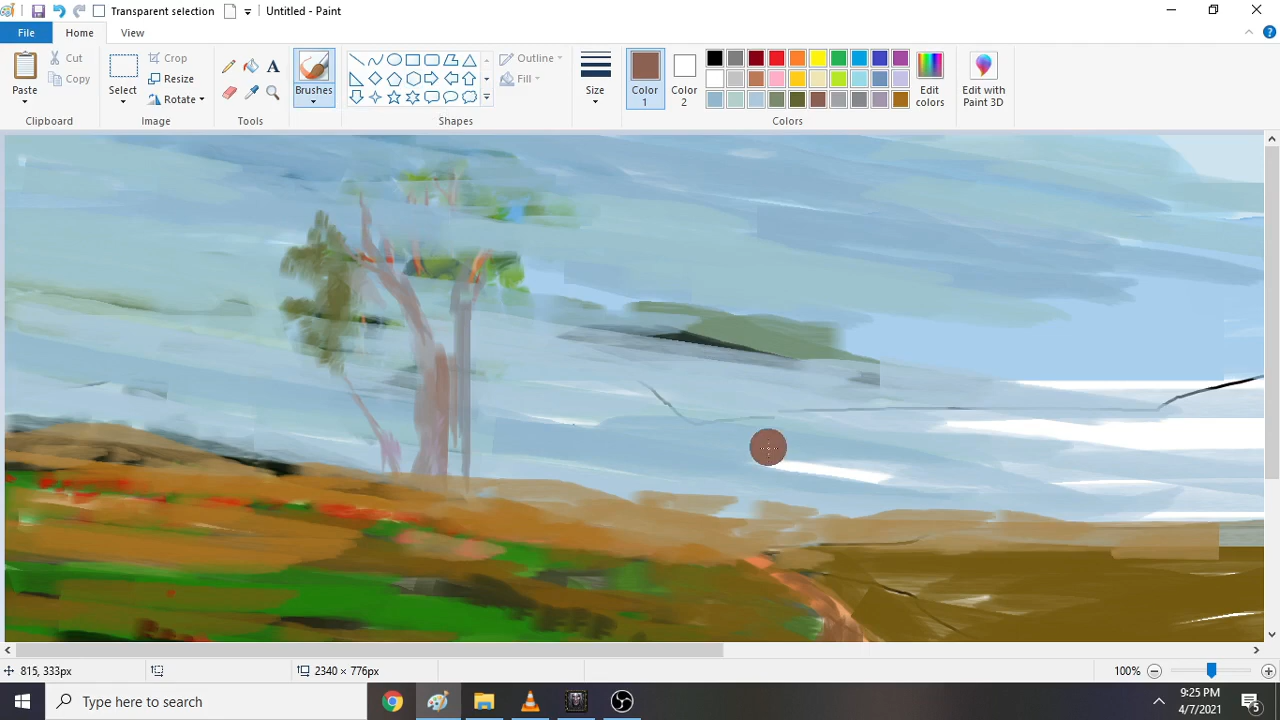 Transparent selection
Untitled - Paint
File
Home
View
Paste
Cut
Copy
Clipboard
Select
Crop
Resize
Rotate
Image
A
Tools
Brushes
Outline
Fill
Shapes
Size
Color 1
Color 2
Edit colors
Colors
Edit with Paint 3D
815, 333px
2340 × 776px
100%
Type here to search
9:25 PM
4/7/2021
5